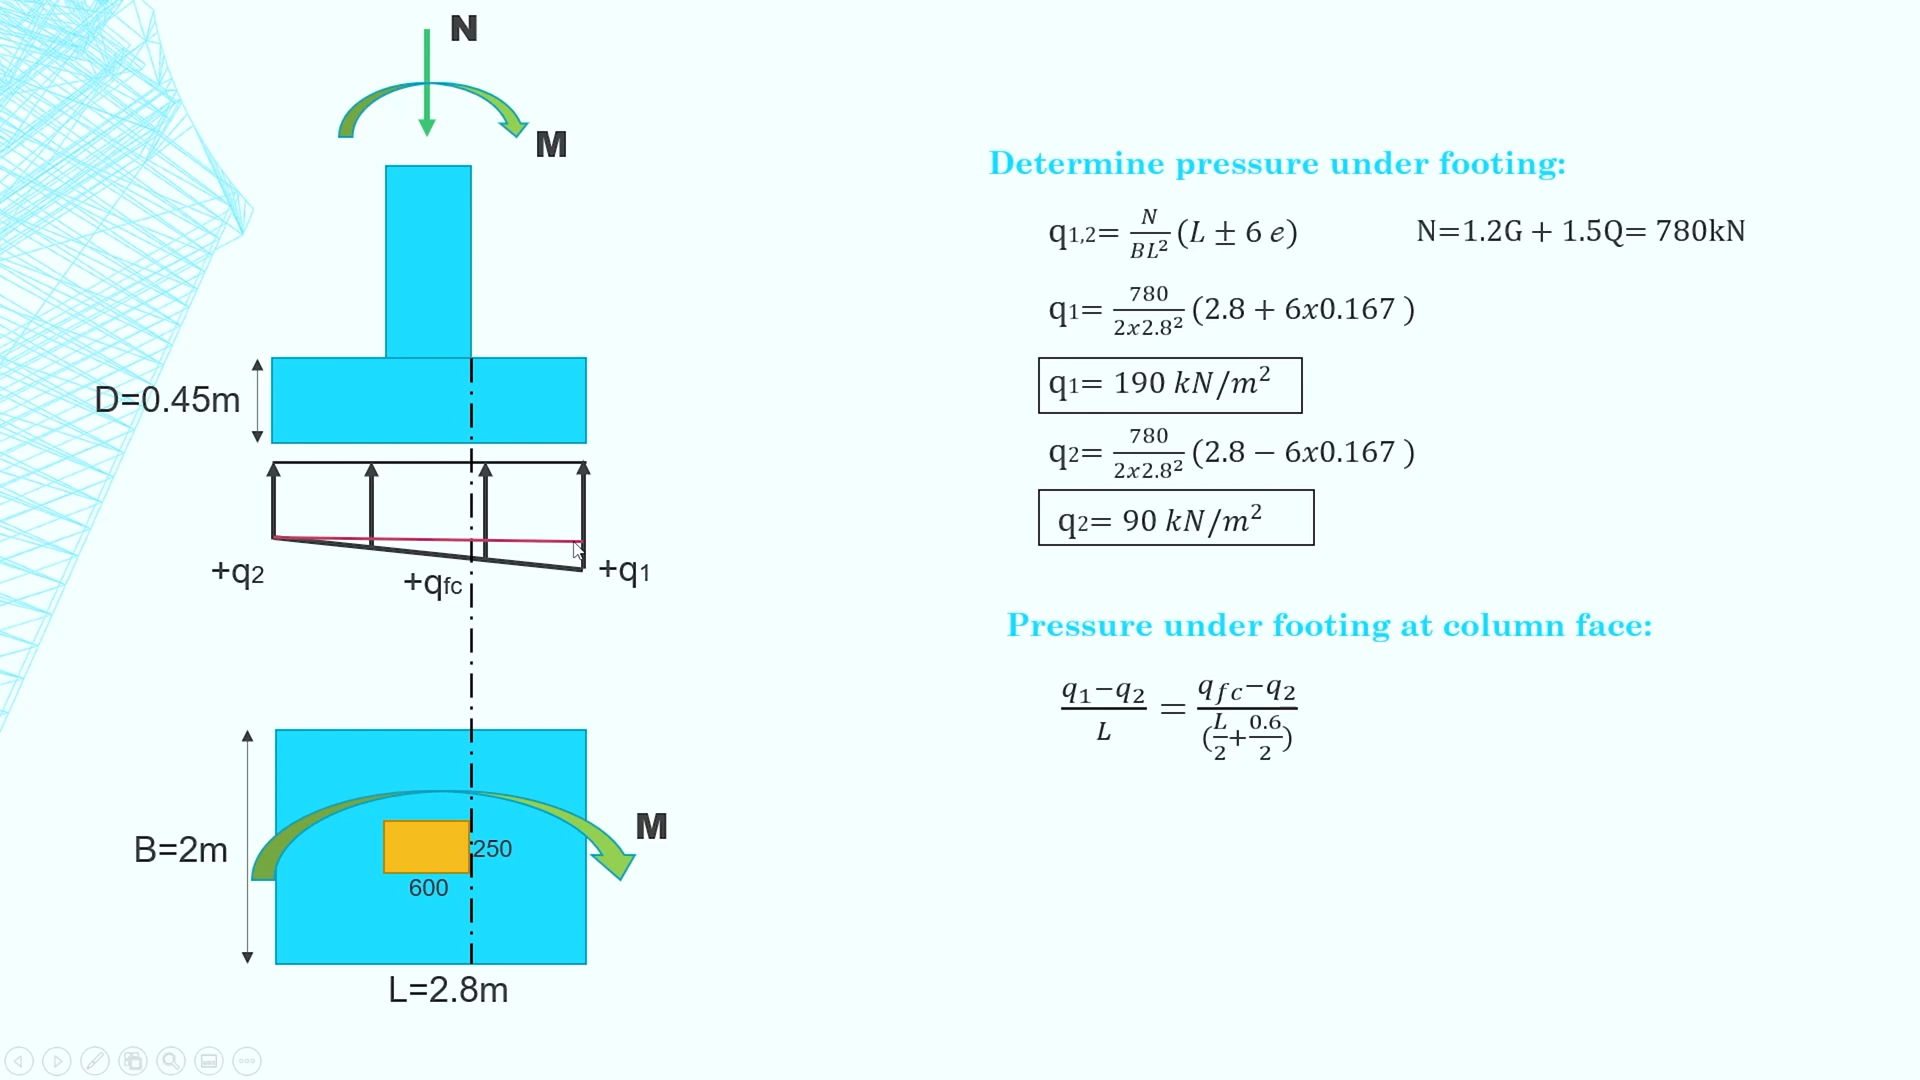 N
M
D=0.45m
+q2
+qfc
+q1
B=2m
M
250
600
L=2.8m
Determine pressure under footing:
q1,2= N/BL² (L ± 6 e) N=1.2G + 1.5Q= 780kN
q1= 780/2x2.8² (2.8 + 6x0.167 )
q1= 190 kN/m²
q2= 780/2x2.8² (2.8 − 6x0.167 )
q2= 90 kN/m²
Pressure under footing at column face:
q₁−q₂/L = qfc−q₂/(L/2+0.6/2)